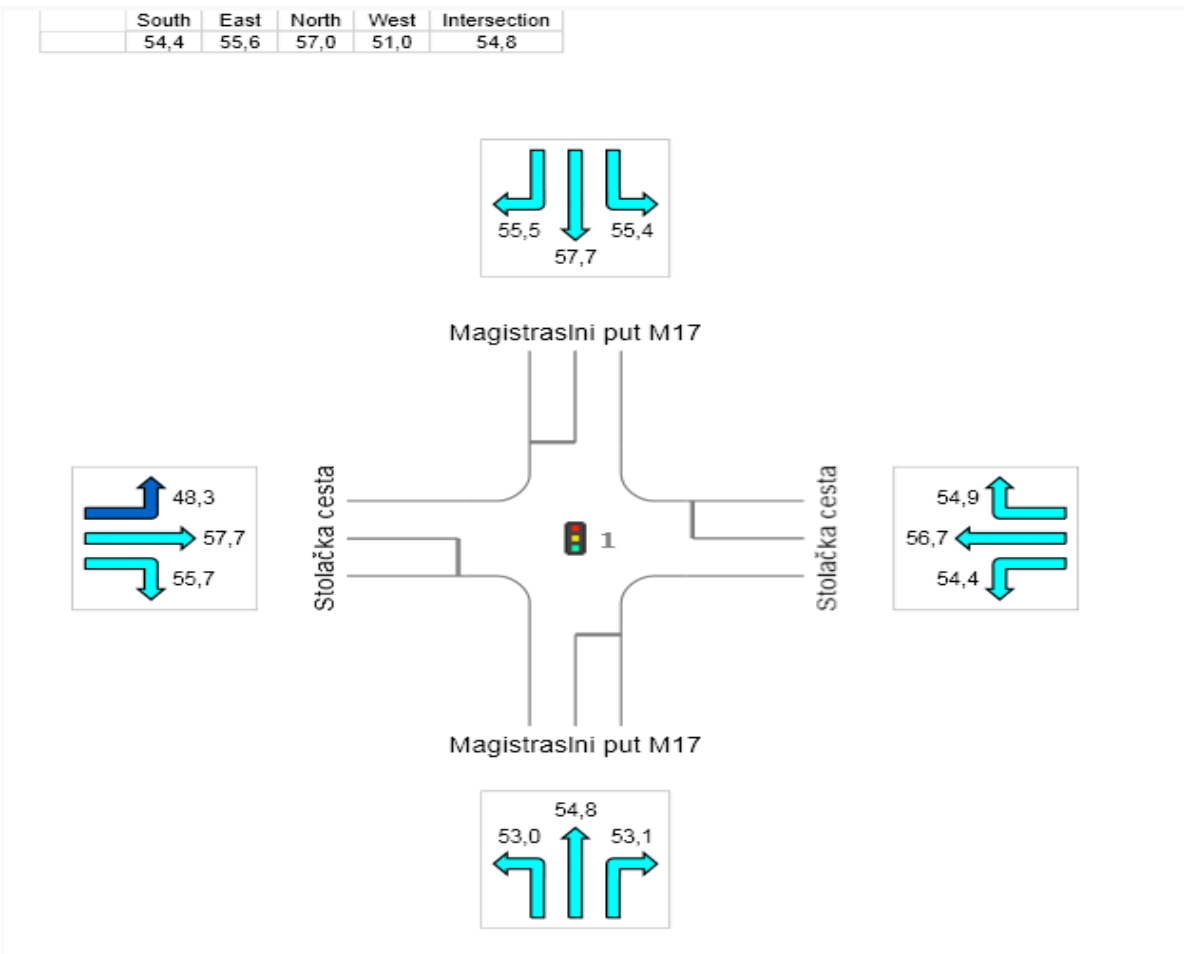 South East North West Intersection
54,4 55,6 57,0 51,0 54,8
55,5 55,4
57,7
Magistraslni put M17
Stolačka cesta
48,3
57,7
55,7
1
Stolačka cesta
54,9
56,7
54,4
Magistraslni put M17
54,8
53,0 53,1